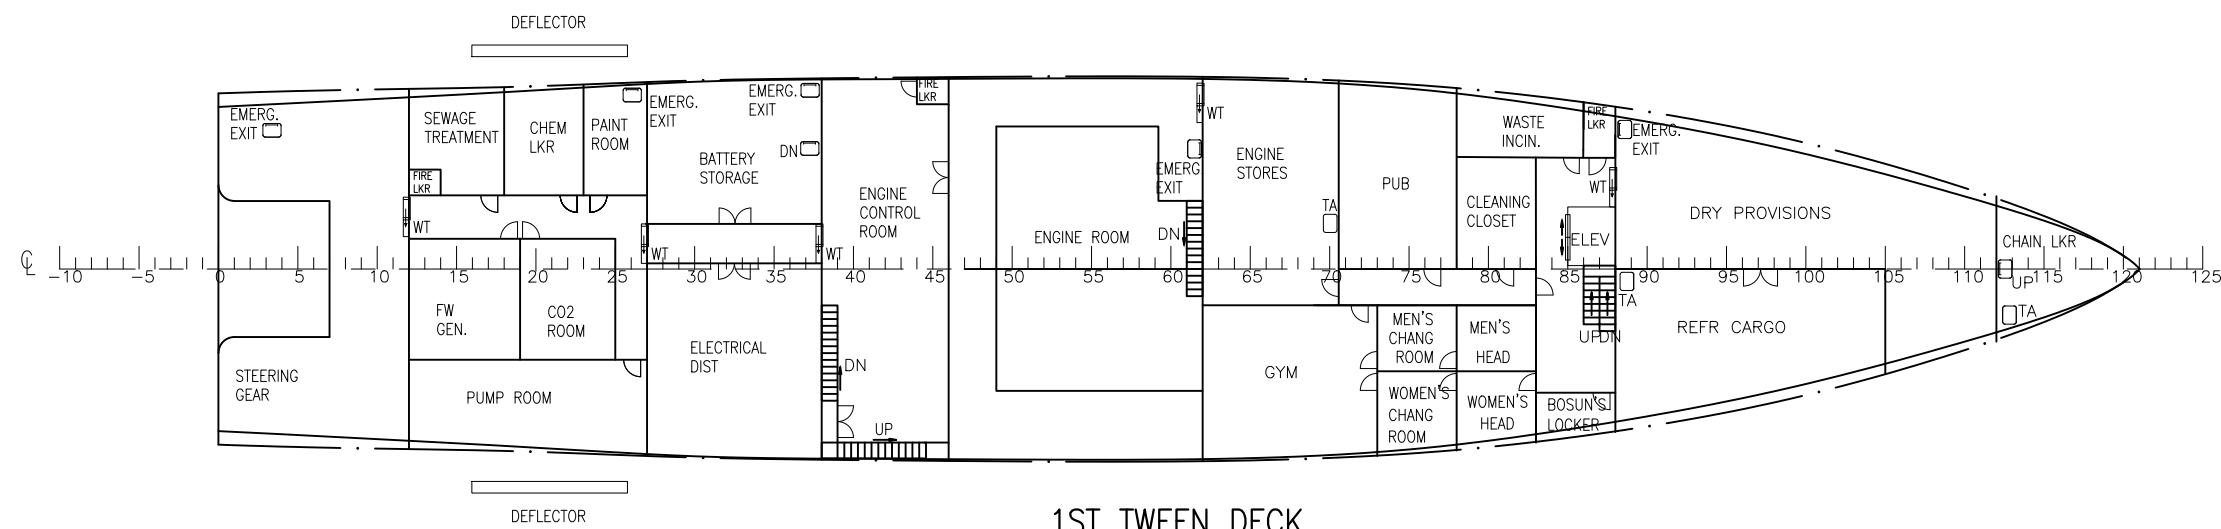 DEFLECTOR
EMERG.
EXIT
SEWAGE
TREATMENT
FIRE
LKR
CHEM
LKR
PAINT
ROOM
EMERG.
EXIT
EMERG.
EXIT
DN
BATTERY
STORAGE
FIRE
LKR
ENGINE
CONTROL
ROOM
ENGINE ROOM
EMERG.
EXIT
DN
WT
ENGINE
STORES
TA
PUB
WASTE
INCIN.
FIRE
LKR
EMERG.
EXIT
CLEANING
CLOSET
WT
ELEV
DRY PROVISIONS
CHAIN LKR
WT
WT
WT
℄
-10 -5 0 5 10 15 20 25 30 35 40 45 50 55 60 65 70 75 80 85 90 95 100 105 110 115 120 125
UP
TA
TA
UP
DN
REFR CARGO
FW
GEN.
CO2
ROOM
STEERING
GEAR
PUMP ROOM
ELECTRICAL
DIST
DN
UP
GYM
MEN'S
CHANG
ROOM
MEN'S
HEAD
WOMEN'S
CHANG
ROOM
WOMEN'S
HEAD
BOSUN'S
LOCKER
DEFLECTOR
1ST TWEEN DECK